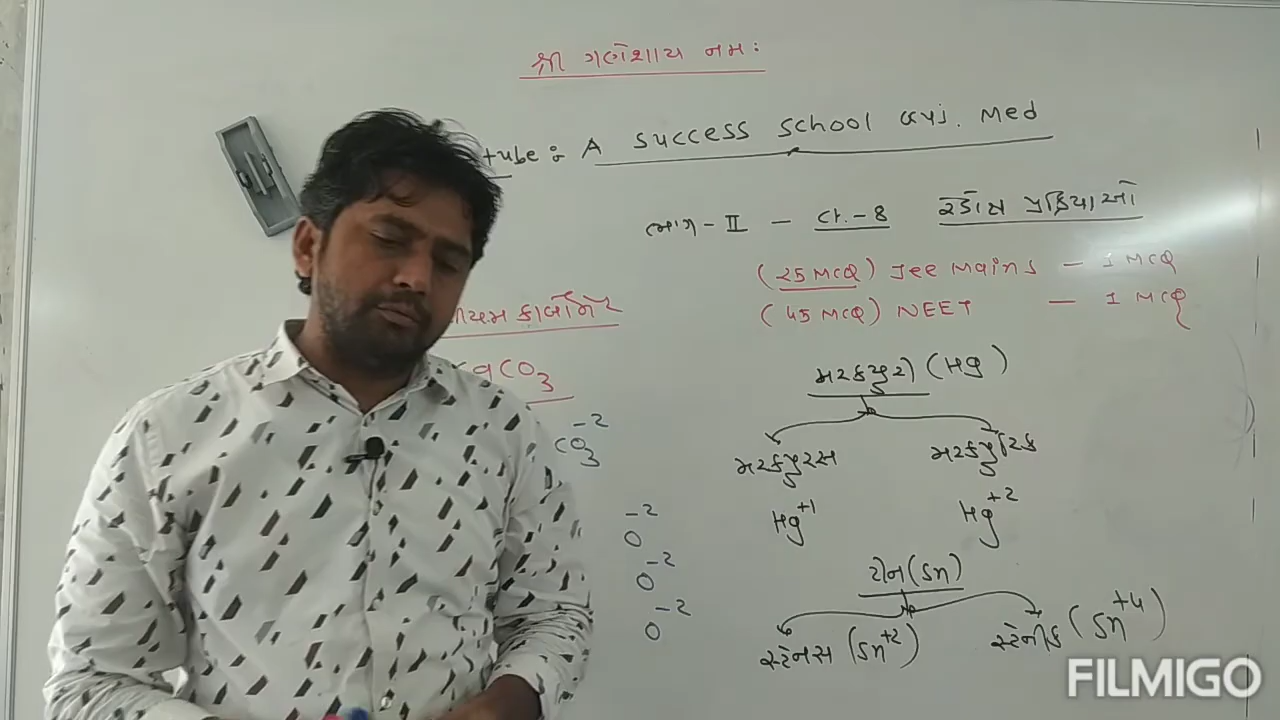 શ્રી ગણેશાય નમઃ
tube : A SUCCESS SCHOOL Guj. Med
ભાગ - II - Ch. - 8 રેડોક્ષ પ્રક્રિયાઓ
(25 MCQ) Jee Mains - 1 MCQ
(45 MCQ) NEET - 1 MCQ
કાર્બોનેટ
CO3
CO3 -2
O -2
O -2
O -2
મરક્યુરી (Hg)
મરક્યુરસ મરક્યુરિક
Hg+1 Hg+2
ટીન (Sn)
સ્ટેનસ (Sn+2) સ્ટેનીક (Sn+4)
FILMIGO